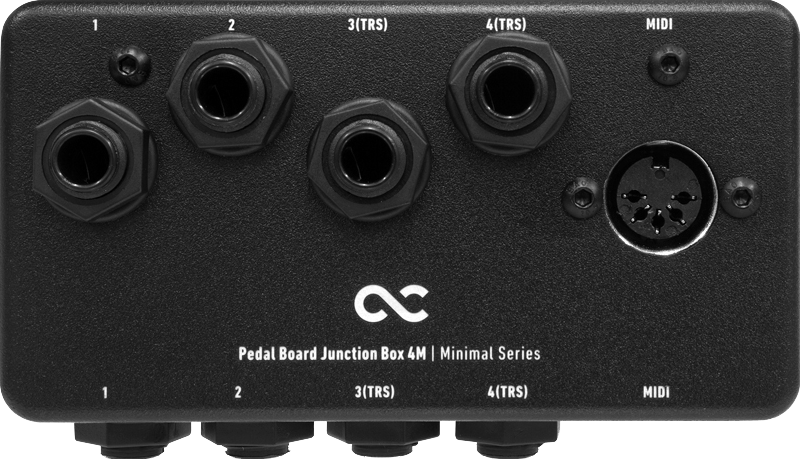 1 2 3(TRS) 4(TRS) MIDI
Pedal Board Junction Box 4M | Minimal Series
1 2 3(TRS) 4(TRS) MIDI